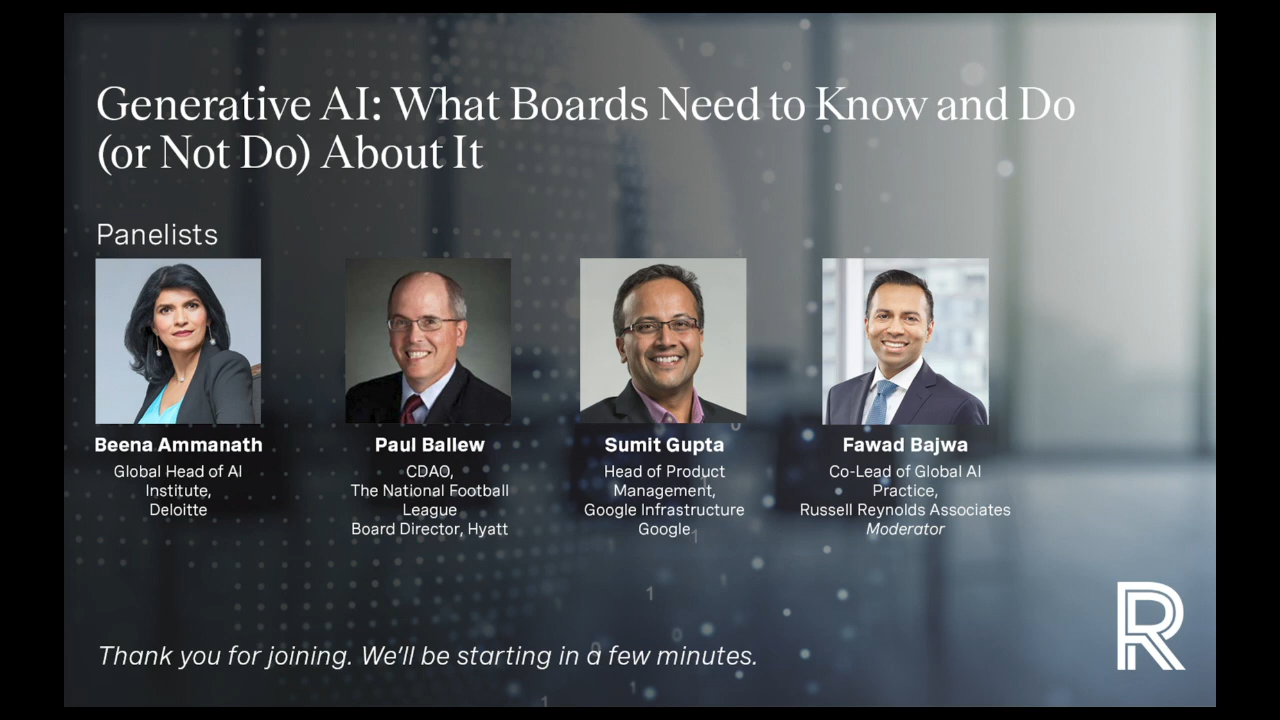 Generative AI: What Boards Need to Know and Do
(or Not Do) About It
Panelists
Beena Ammanath
Global Head of AI
Institute,
Deloitte
Paul Ballew
CDAO,
The National Football
League
Board Director, Hyatt
Sumit Gupta
Head of Product
Management,
Google Infrastructure
Google
Fawad Bajwa
Co-Lead of Global AI
Practice,
Russell Reynolds Associates
Moderator
Thank you for joining. We'll be starting in a few minutes.
R